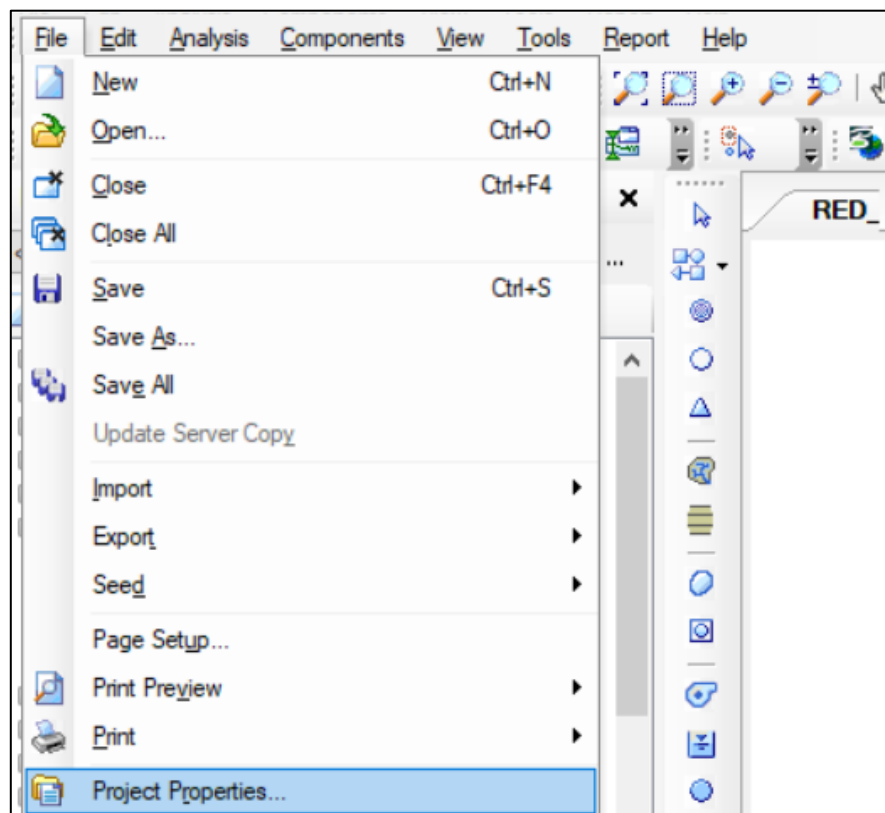 File Edit Analysis Components View Tools Report Help
New Ctrl+N
Open... Ctrl+O
Close Ctrl+F4
Close All
Save Ctrl+S
Save As...
Save All
Update Server Copy
Import
Export
Seed
Page Setup...
Print Preview
Print
Project Properties...
...
RED_